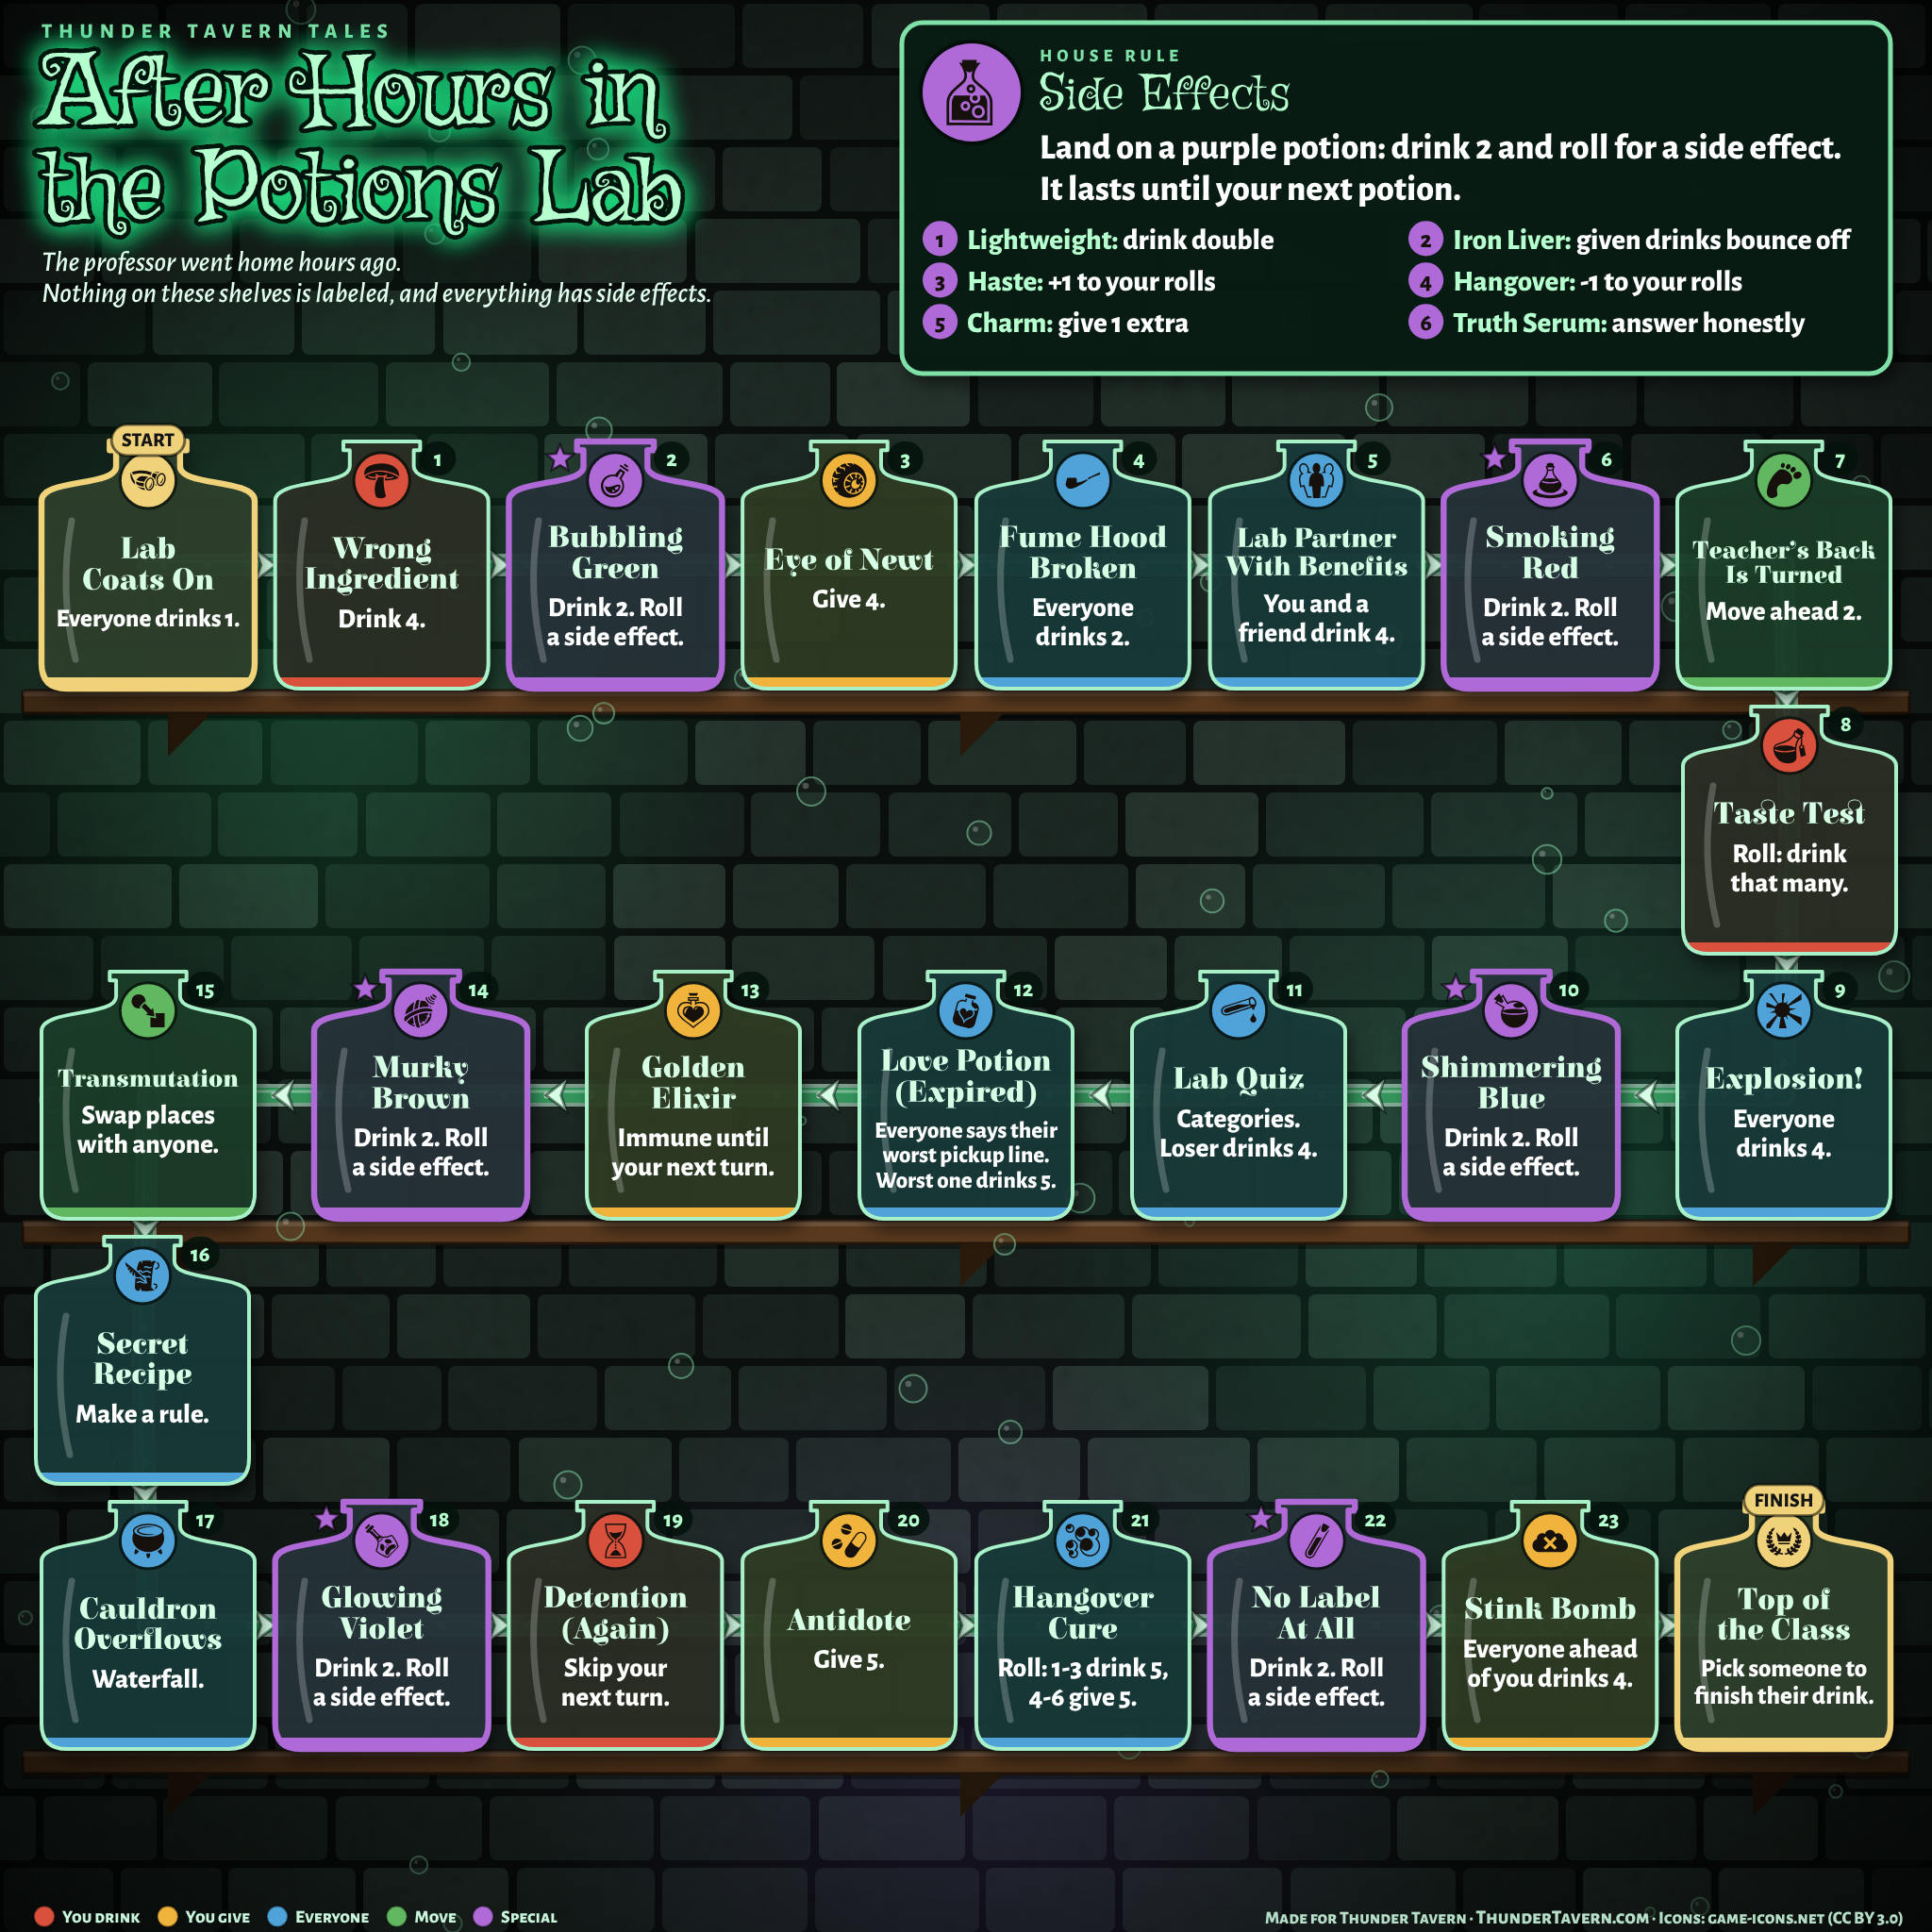 THUNDER TAVERN TALES
After Hours in
the Potions Lab
The professor went home hours ago.
Nothing on these shelves is labeled, and everything has side effects.
HOUSE RULE
Side Effects
Land on a purple potion: drink 2 and roll for a side effect.
It lasts until your next potion.
1 Lightweight: drink double
2 Iron Liver: given drinks bounce off
3 Haste: +1 to your rolls
4 Hangover: -1 to your rolls
5 Charm: give 1 extra
6 Truth Serum: answer honestly
START
Lab
Coats On
Everyone drinks 1.
1
Wrong
Ingredient
Drink 4.
2
Bubbling
Green
Drink 2. Roll
a side effect.
3
Eye of Newt
Give 4.
4
Fume Hood
Broken
Everyone
drinks 2.
5
Lab Partner
With Benefits
You and a
friend drink 4.
6
Smoking
Red
Drink 2. Roll
a side effect.
7
Teacher's Back
Is Turned
Move ahead 2.
8
Taste Test
Roll: drink
that many.
9
Explosion!
Everyone
drinks 4.
10
Shimmering
Blue
Drink 2. Roll
a side effect.
11
Lab Quiz
Categories.
Loser drinks 4.
12
Love Potion
(Expired)
Everyone says their
worst pickup line.
Worst one drinks 5.
13
Golden
Elixir
Immune until
your next turn.
14
Murky
Brown
Drink 2. Roll
a side effect.
15
Transmutation
Swap places
with anyone.
16
Secret
Recipe
Make a rule.
17
Cauldron
Overflows
Waterfall.
18
Glowing
Violet
Drink 2. Roll
a side effect.
19
Detention
(Again)
Skip your
next turn.
20
Antidote
Give 5.
21
Hangover
Cure
Roll: 1-3 drink 5,
4-6 give 5.
22
No Label
At All
Drink 2. Roll
a side effect.
23
Stink Bomb
Everyone ahead
of you drinks 4.
FINISH
Top of
the Class
Pick someone to
finish their drink.
YOU DRINK YOU GIVE EVERYONE MOVE SPECIAL
MADE FOR THUNDER TAVERN · THUNDERTAVERN.COM · ICONS: GAME-ICONS.NET (CC BY 3.0)